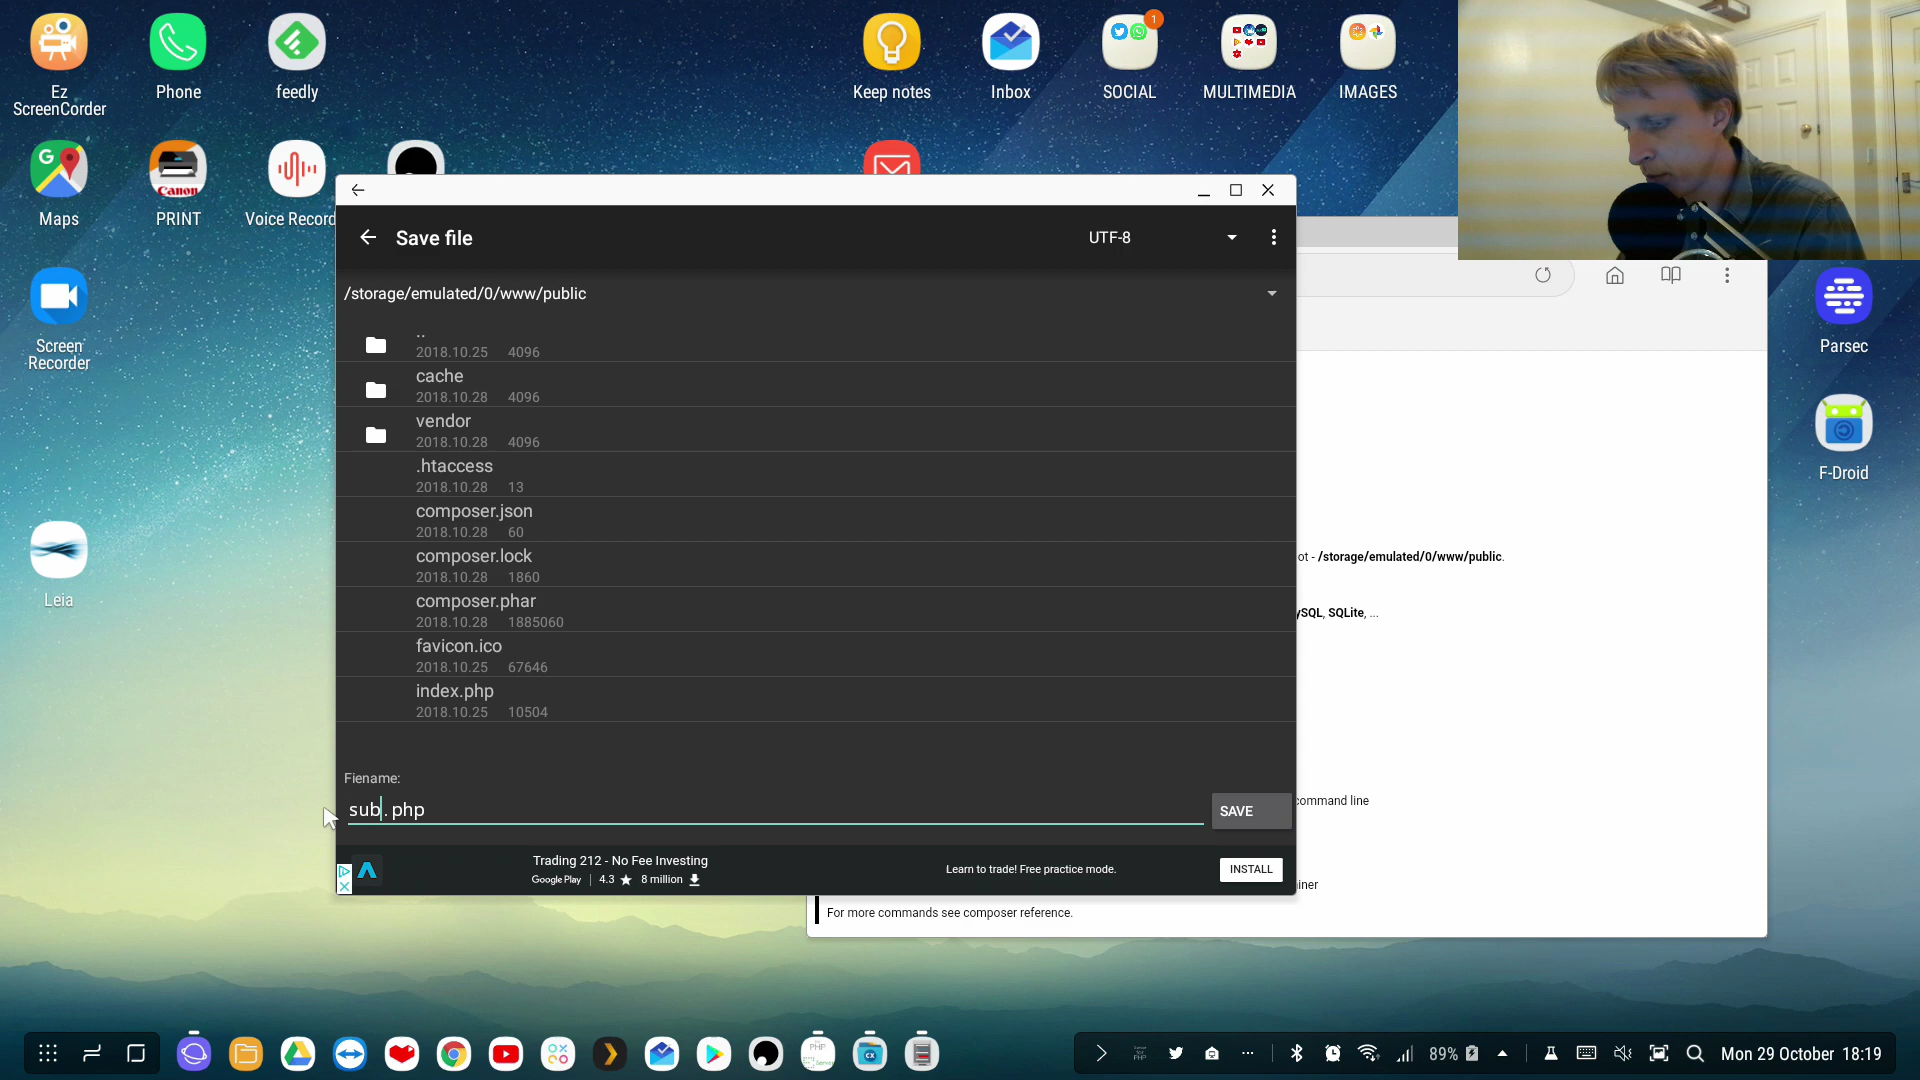 Ez
ScreenCorder
Phone
feedly
Keep notes
Inbox
1
SOCIAL
MULTIMEDIA
IMAGES
G
Canon
Maps
PRINT
Voice Record
Screen
Recorder
Leia
Parsec
F-Droid
Save file
UTF-8
/storage/emulated/0/www/public
..
2018.10.25 4096
cache
2018.10.28 4096
vendor
2018.10.28 4096
.htaccess
2018.10.28 13
composer.json
2018.10.28 60
composer.lock
2018.10.28 1860
composer.phar
2018.10.28 1885060
favicon.ico
2018.10.25 67646
index.php
2018.10.25 10504
Fiename:
sub.php
SAVE
Trading 212 - No Fee Investing
Google Play | 4.3 ★ 8 million
Learn to trade! Free practice mode.
INSTALL
ot - /storage/emulated/0/www/public.
ySQL, SQLite, ...
command line
iner
For more commands see composer reference.
PHP
CX
89%
Mon 29 October 18:19